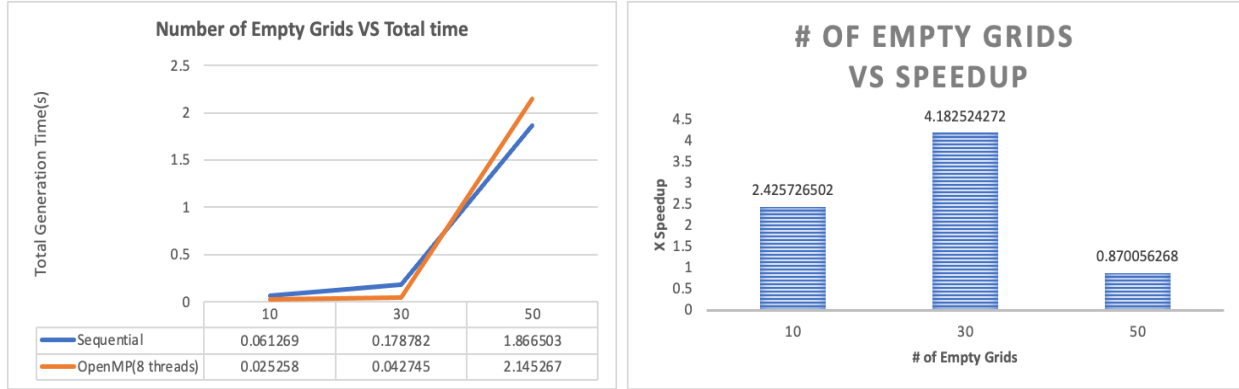 Number of Empty Grids VS Total time
Total Generation Time(s)
2.5
2
1.5
1
0.5
0
10 30 50
Sequential 0.061269 0.178782 1.866503
OpenMP(8 threads) 0.025258 0.042745 2.145267
# OF EMPTY GRIDS
VS SPEEDUP
X Speedup
4.5
4
3.5
3
2.5
2
1.5
1
0.5
0
2.425726502
4.182524272
0.870056268
10 30 50
# of Empty Grids